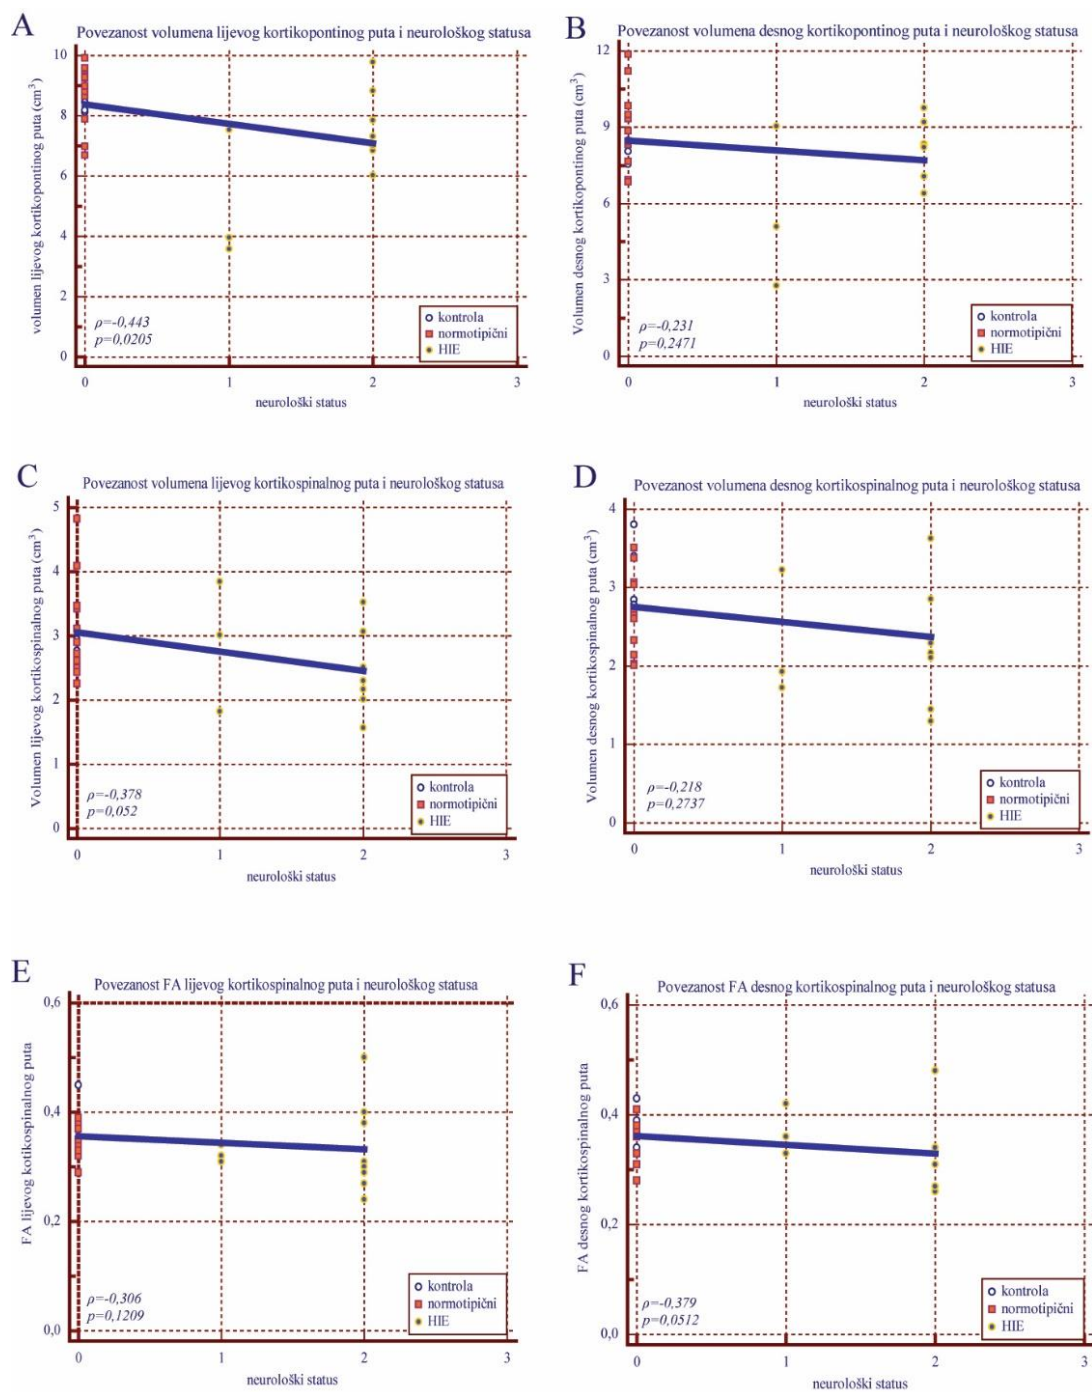 A
Povezanost volumena lijevog kortikopontinog puta i neurološkog statusa
volumen lijevog kortikopontinog puta (cm³)
10
8
6
4
2
0
ρ=-0,443
p=0,0205
kontrola
normotipični
HIE
0 1 2 3
neurološki status
B
Povezanost volumena desnog kortikopontinog puta i neurološkog statusa
Volumen desnog kortikopontinog puta (cm³)
12
9
6
3
0
ρ=-0,231
p=0,2471
kontrola
normotipični
HIE
0 1 2 3
neurološki status
C
Povezanost volumena lijevog kortikospinalnog puta i neurološkog statusa
Volumen lijevog kortikospinalnog puta (cm³)
5
4
3
2
1
0
ρ=-0,378
p=0,052
kontrola
normotipični
HIE
0 1 2 3
neurološki status
D
Povezanost volumena desnog kortikospinalnog puta i neurološkog statusa
Volumen desnog kortikospinalnog puta (cm³)
4
3
2
1
0
ρ=-0,218
p=0,2737
kontrola
normotipični
HIE
0 1 2 3
neurološki status
E
Povezanost FA lijevog kortikospinalnog puta i neurološkog statusa
FA lijevog kotikospinalnog puta
0,6
0,4
0,2
0,0
ρ=-0,306
p=0,1209
kontrola
normotipični
HIE
0 1 2 3
neurološki status
F
Povezanost FA desnog kortikospinalnog puta i neurološkog statusa
FA desnog kortikospinalnog puta
0,6
0,4
0,2
0,0
ρ=-0,379
p=0,0512
kontrola
normotipični
HIE
0 1 2 3
neurološki status